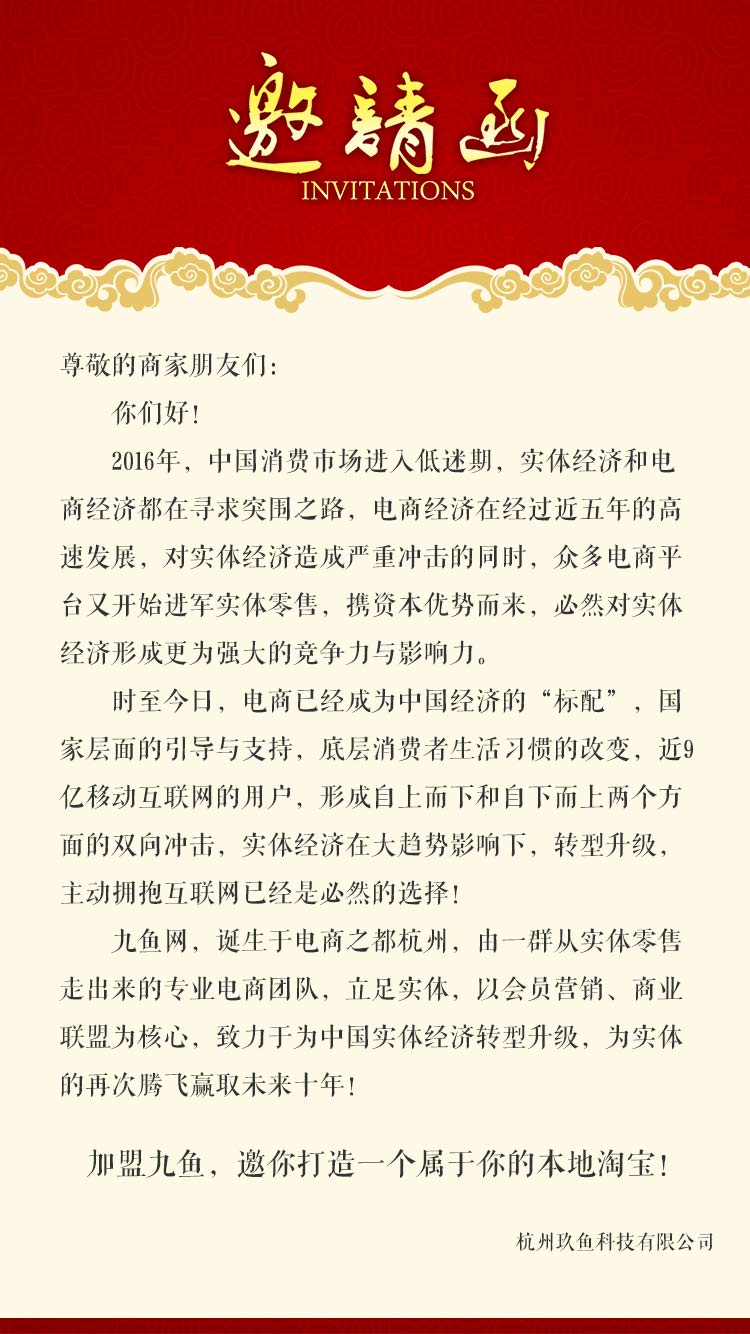 邀請函
INVITATIONS
尊敬的商家朋友们：
你们好！
2016年，中国消费市场进入低迷期，实体经济和电
商经济都在寻求突围之路，电商经济在经过近五年的高
速发展，对实体经济造成严重冲击的同时，众多电商平
台又开始进军实体零售，携资本优势而来，必然对实体
经济形成更为强大的竞争力与影响力。
时至今日，电商已经成为中国经济的“标配”，国
家层面的引导与支持，底层消费者生活习惯的改变，近9
亿移动互联网的用户，形成自上而下和自下而上两个方
面的双向冲击，实体经济在大趋势影响下，转型升级，
主动拥抱互联网已经是必然的选择！
九鱼网，诞生于电商之都杭州，由一群从实体零售
走出来的专业电商团队，立足实体，以会员营销、商业
联盟为核心，致力于为中国实体经济转型升级，为实体
的再次腾飞赢取未来十年！
加盟九鱼，邀你打造一个属于你的本地淘宝！
杭州玖鱼科技有限公司